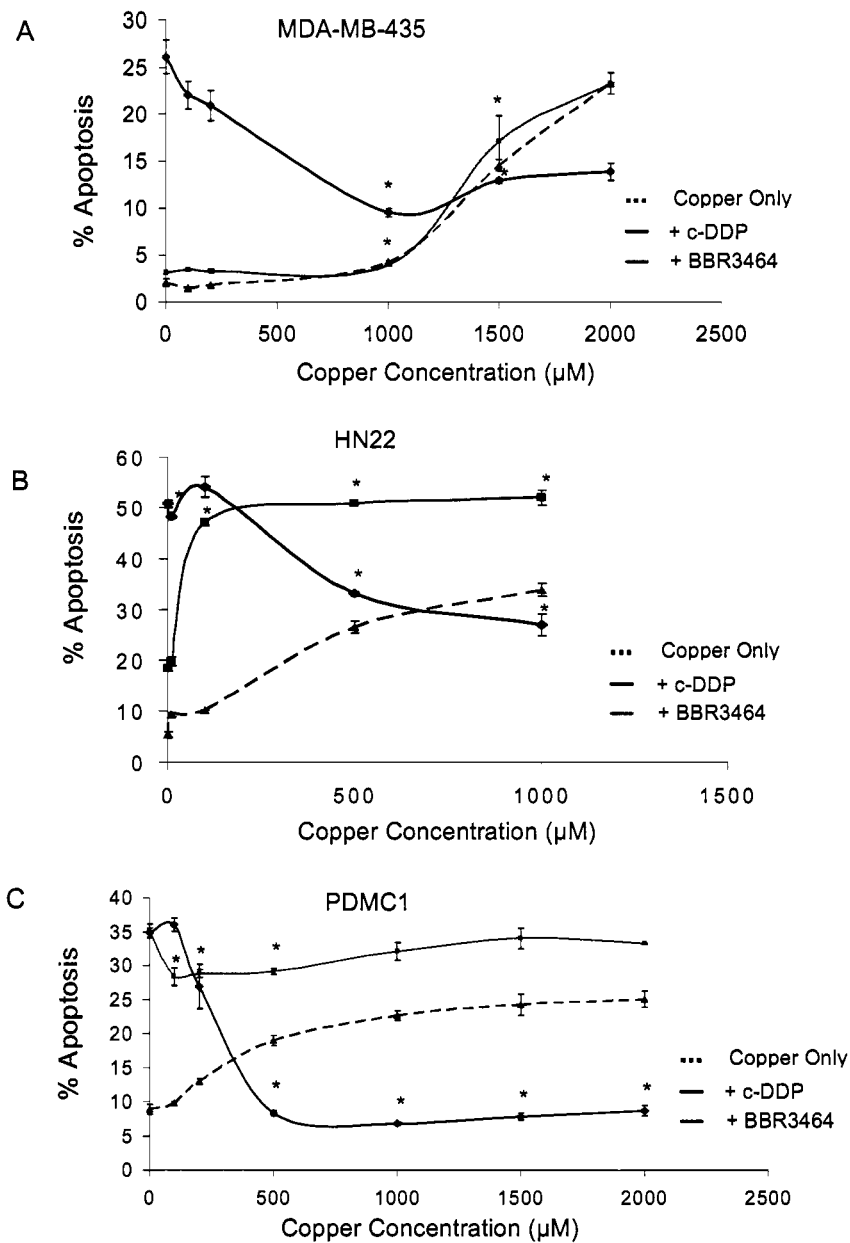 A
MDA-MB-435
30
25
20
15
10
5
0
% Apoptosis
*
*
*
*
0 500 1000 1500 2000 2500
Copper Concentration (µM)
Copper Only
+ c-DDP
+ BBR3464
B
HN22
60
50
40
30
20
10
0
% Apoptosis
*
*
*
*
*
*
0 500 1000 1500
Copper Concentration (µM)
Copper Only
+ c-DDP
+ BBR3464
C
PDMC1
40
35
30
25
20
15
10
5
0
% Apoptosis
*
*
*
*
*
*
*
0 500 1000 1500 2000 2500
Copper Concentration (µM)
Copper Only
+ c-DDP
+ BBR3464